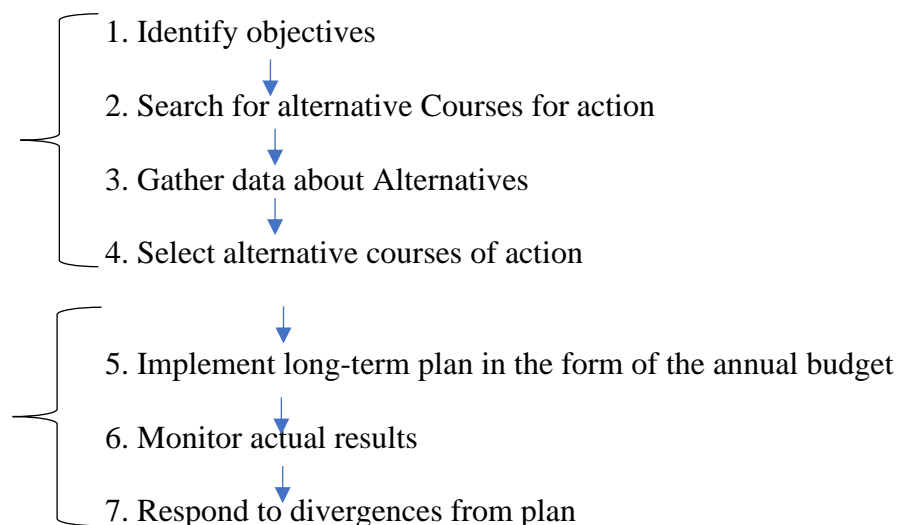 1. Identify objectives
2. Search for alternative Courses for action
3. Gather data about Alternatives
4. Select alternative courses of action
5. Implement long-term plan in the form of the annual budget
6. Monitor actual results
7. Respond to divergences from plan